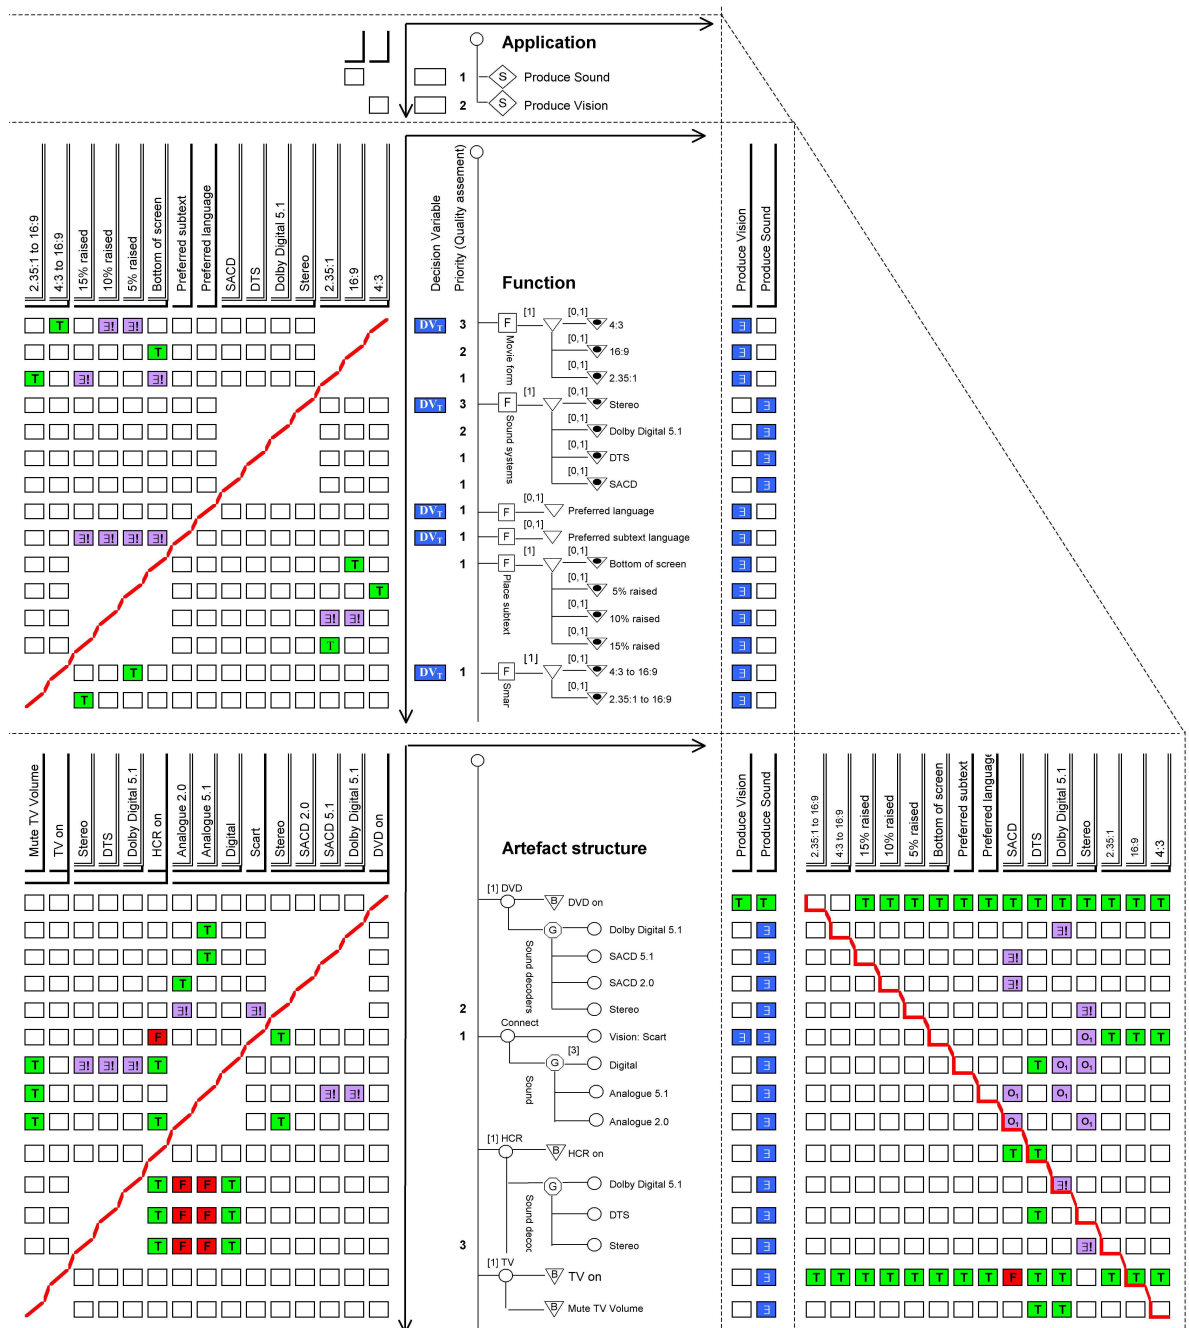 Application
1 S Produce Sound
2 S Produce Vision
2.35:1 to 16:9
4:3 to 16:9
15% raised
10% raised
5% raised
Bottom of screen
Preferred subtext
Preferred language
SACD
DTS
Dolby Digital 5.1
Stereo
2.35:1
16:9
4:3
Decision Variable
Priority (Quality assement)
Function
Produce Vision
Produce Sound
T ∃! ∃! DVT 3 F [1] [0,1] 4:3 ∃
Movie form
T 2 [0,1] 16:9 ∃
T ∃! ∃! 1 [0,1] 2.35:1 ∃
DVT 3 F [1] [0,1] Stereo ∃
Sound systems
2 [0,1] Dolby Digital 5.1 ∃
1 [0,1] DTS ∃
1 [0,1] SACD ∃
DVT 1 F [0,1] Preferred language ∃
∃! ∃! ∃! ∃! DVT 1 F [0,1] Preferred subtext language ∃
T 1 F [1] [0,1] Bottom of screen ∃
Place subtext
T [0,1] 5% raised ∃
∃! ∃! [0,1] 10% raised ∃
T [0,1] 15% raised ∃
T DVT 1 F [1] [0,1] 4:3 to 16:9 ∃
Smar
T [0,1] 2.35:1 to 16:9 ∃
Mute TV Volume
TV on
Stereo
DTS
Dolby Digital 5.1
HCR on
Analogue 2.0
Analogue 5.1
Digital
Scart
Stereo
SACD 2.0
SACD 5.1
Dolby Digital 5.1
DVD on
Artefact structure
Produce Vision
Produce Sound
2.35:1 to 16:9
4:3 to 16:9
15% raised
10% raised
5% raised
Bottom of screen
Preferred subtext
Preferred language
SACD
DTS
Dolby Digital 5.1
Stereo
2.35:1
16:9
4:3
[1] DVD B DVD on T T T T T T T T T T T T T T T
T G Dolby Digital 5.1 ∃ ∃!
Sound decoders
T SACD 5.1 ∃ ∃!
T SACD 2.0 ∃ ∃!
∃! ∃! 2 Stereo ∃ ∃!
Connect
F T 1 Vision: Scart ∃ ∃ O1 T T T
T ∃! ∃! ∃! T G [3] Digital ∃ T O1 O1
Sound
T ∃! ∃! Analogue 5.1 ∃ O1 O1
T T T Analogue 2.0 ∃ O1 O1
[1] HCR B HCR on ∃ T T
T F F T G Dolby Digital 5.1 ∃ ∃!
Sound decoc
T F F T DTS ∃ T
T F F T 3 Stereo ∃ ∃!
[1] TV B TV on ∃ T T T T T T T T F T T T T T
B Mute TV Volume ∃ T T